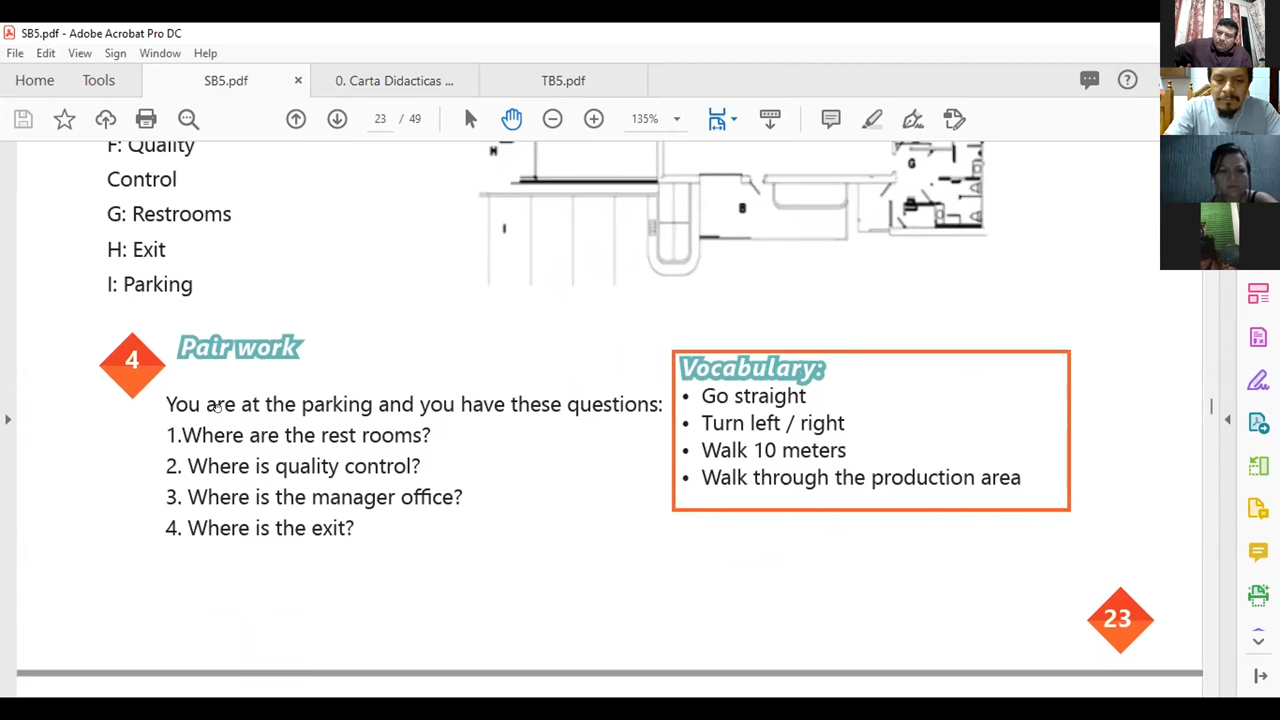 SB5.pdf - Adobe Acrobat Pro DC
File Edit View Sign Window Help
Home Tools SB5.pdf × 0. Carta Didacticas ... TB5.pdf
23 / 49 135%
F: Quality
Control
G: Restrooms
H: Exit
I: Parking
H
G
B
I
4 Pair work
You are at the parking and you have these questions:
1.Where are the rest rooms?
2. Where is quality control?
3. Where is the manager office?
4. Where is the exit?
Vocabulary:
• Go straight
• Turn left / right
• Walk 10 meters
• Walk through the production area
23